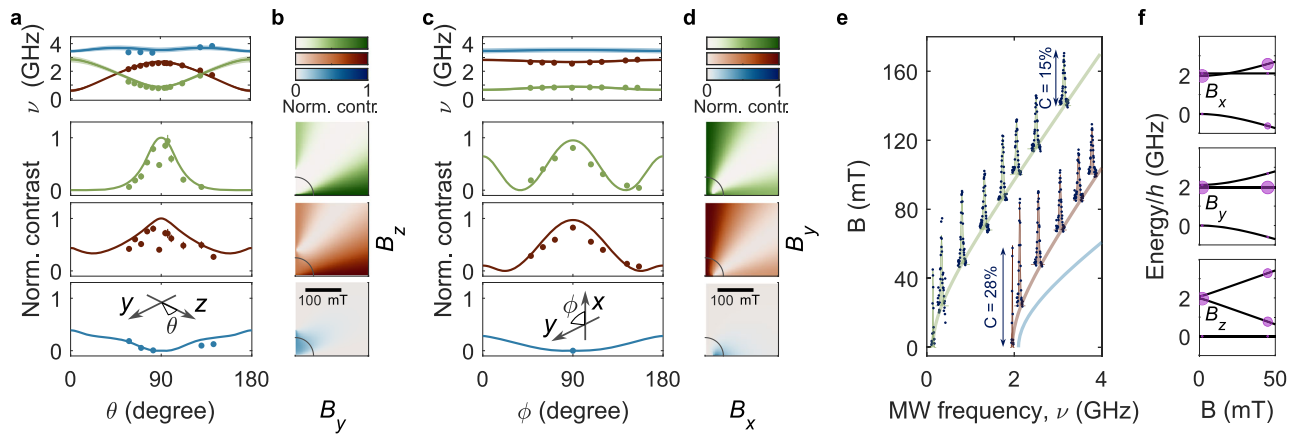 a
ν (GHz)
4
2
0
Norm. contrast
1
0
1
0
1
0
y
z
θ
0
90
180
θ (degree)
b
0
1
Norm. contr.
B_z
100 mT
B_y
c
ν (GHz)
4
2
0
Norm. contrast
1
0
1
0
1
0
ϕ
x
y
0
90
180
ϕ (degree)
d
0
1
Norm. contr.
B_y
100 mT
B_x
e
B (mT)
160
120
80
40
0
C = 15%
C = 28%
0
2
4
MW frequency, ν (GHz)
f
Energy/h (GHz)
2
0
B_x
2
0
B_y
2
0
B_z
0
50
B (mT)